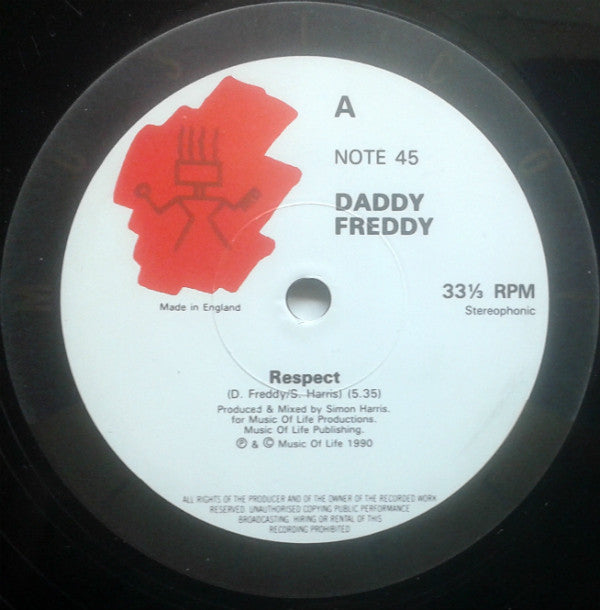 A
NOTE 45
DADDY
FREDDY
33⅓ RPM
Stereophonic
Made in England
Respect
(D. Freddy/S. Harris) (5.35)
Produced & Mixed by Simon Harris.
for Music Of Life Productions.
Music Of Life Publishing.
℗ & © Music Of Life 1990
ALL RIGHTS OF THE PRODUCER AND OF THE OWNER OF THE RECORDED WORK
RESERVED. UNAUTHORISED COPYING PUBLIC PERFORMANCE
BROADCASTING. HIRING OR RENTAL OF THIS
RECORDING PROHIBITED